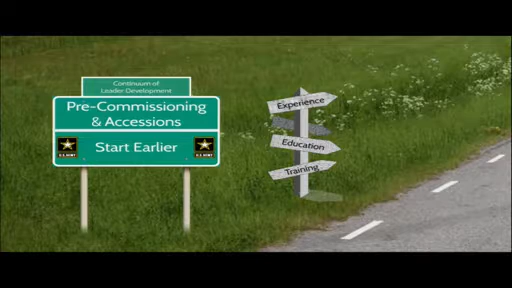 Continuum of
Leader Development
Pre-Commissioning
& Accessions
Start Earlier
U.S. ARMY
U.S. ARMY
Experience
Education
Training